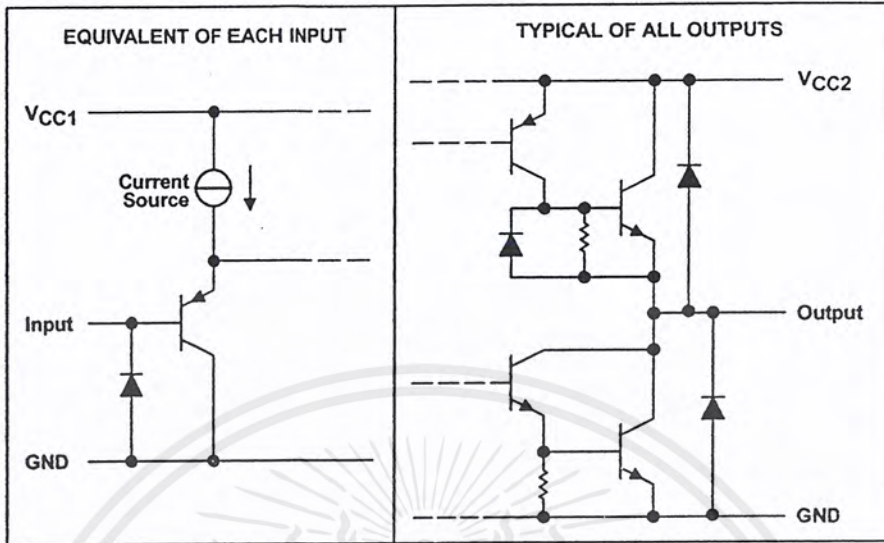 EQUIVALENT OF EACH INPUT
VCC1
Current
Source
Input
GND
TYPICAL OF ALL OUTPUTS
VCC2
Output
GND